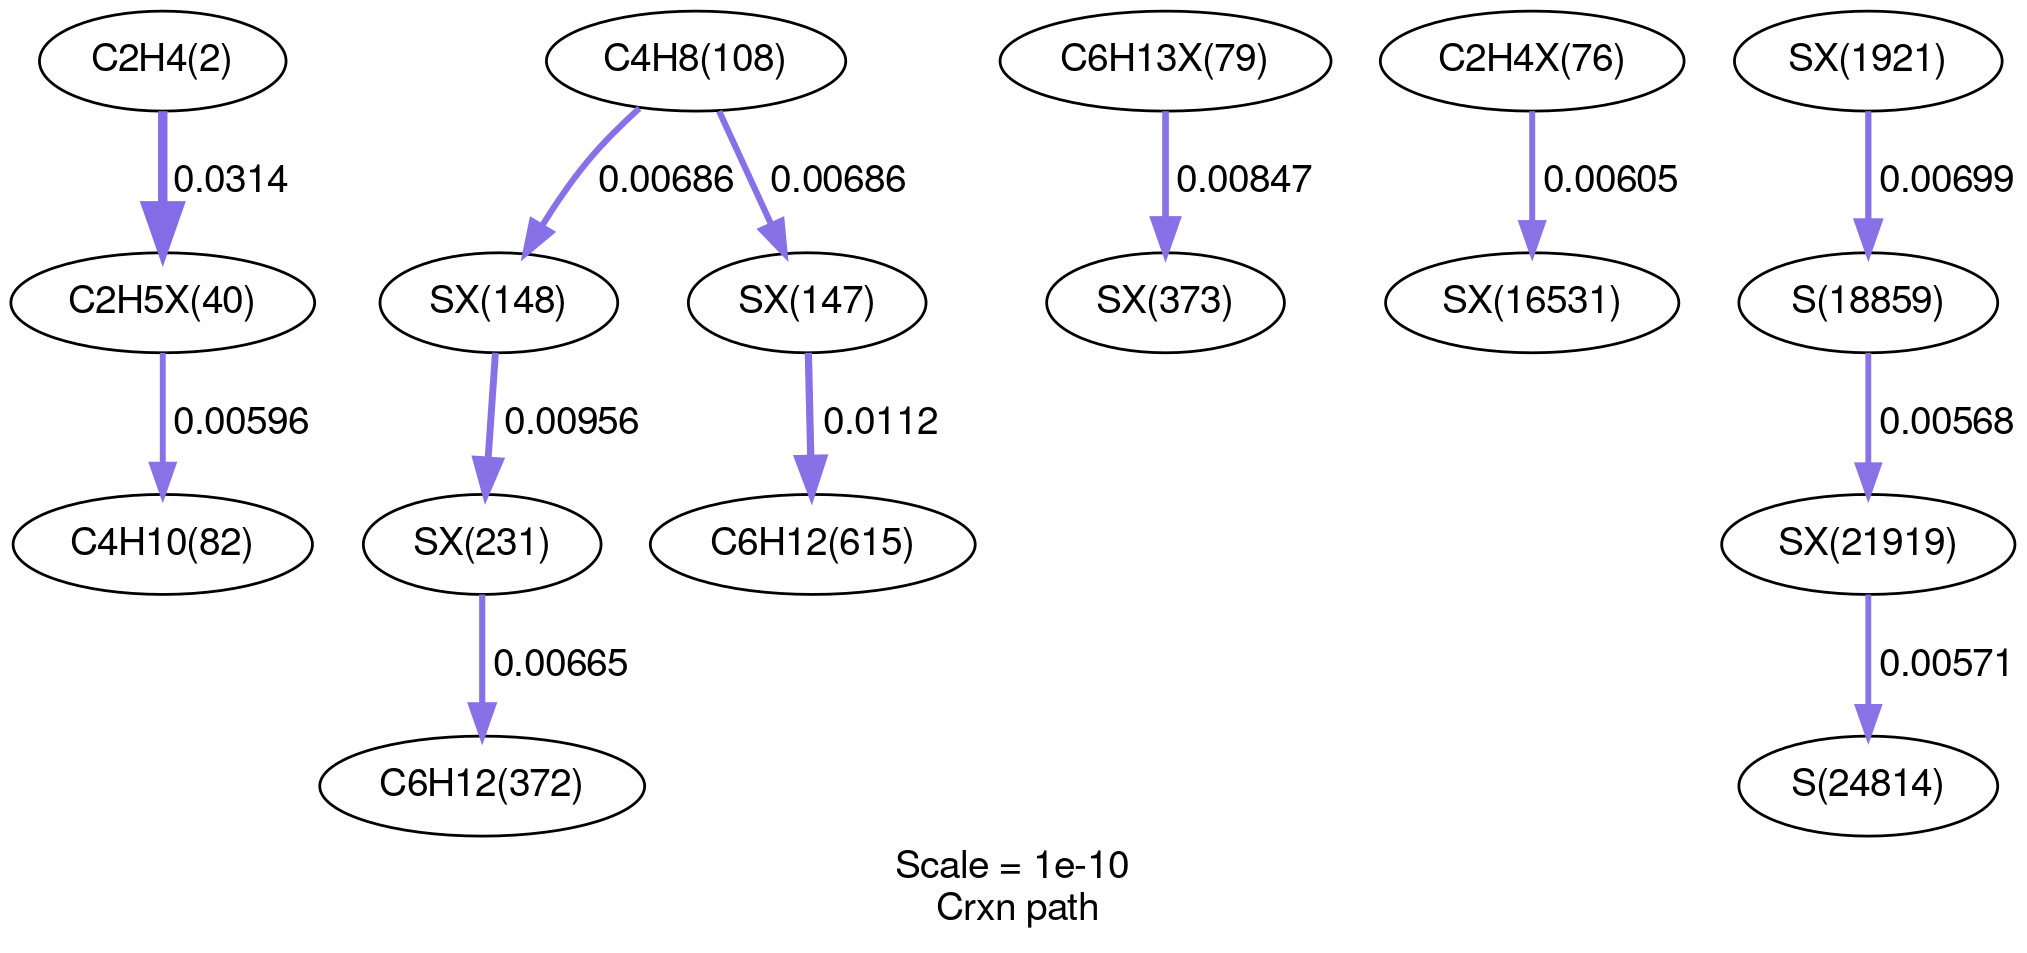 C2H4(2)
C4H8(108)
C6H13X(79)
C2H4X(76)
SX(1921)
0.0314
0.00686
0.00686
0.00847
0.00605
0.00699
C2H5X(40)
SX(148)
SX(147)
SX(373)
SX(16531)
S(18859)
0.00596
0.00956
0.0112
0.00568
C4H10(82)
SX(231)
C6H12(615)
SX(21919)
0.00665
0.00571
C6H12(372)
S(24814)
Scale = 1e-10
Crxn path